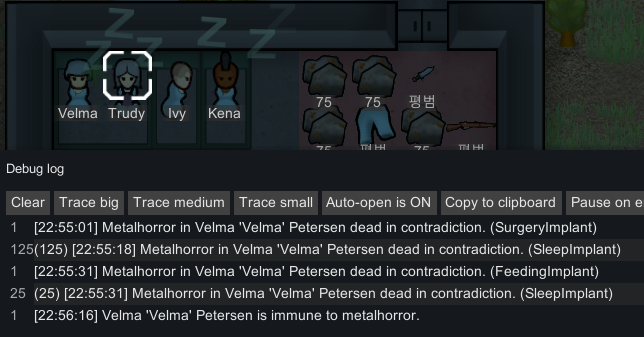 Z Z Z Z Z
Velma Trudy Ivy Kena
75 75 평범
75 평범 75 평범
Debug log
Clear Trace big Trace medium Trace small Auto-open is ON Copy to clipboard Pause on e
1 [22:55:01] Metalhorror in Velma 'Velma' Petersen dead in contradiction. (SurgeryImplant)
125 (125) [22:55:18] Metalhorror in Velma 'Velma' Petersen dead in contradiction. (SleepImplant)
1 [22:55:31] Metalhorror in Velma 'Velma' Petersen dead in contradiction. (FeedingImplant)
25 (25) [22:55:31] Metalhorror in Velma 'Velma' Petersen dead in contradiction. (SleepImplant)
1 [22:56:16] Velma 'Velma' Petersen is immune to metalhorror.